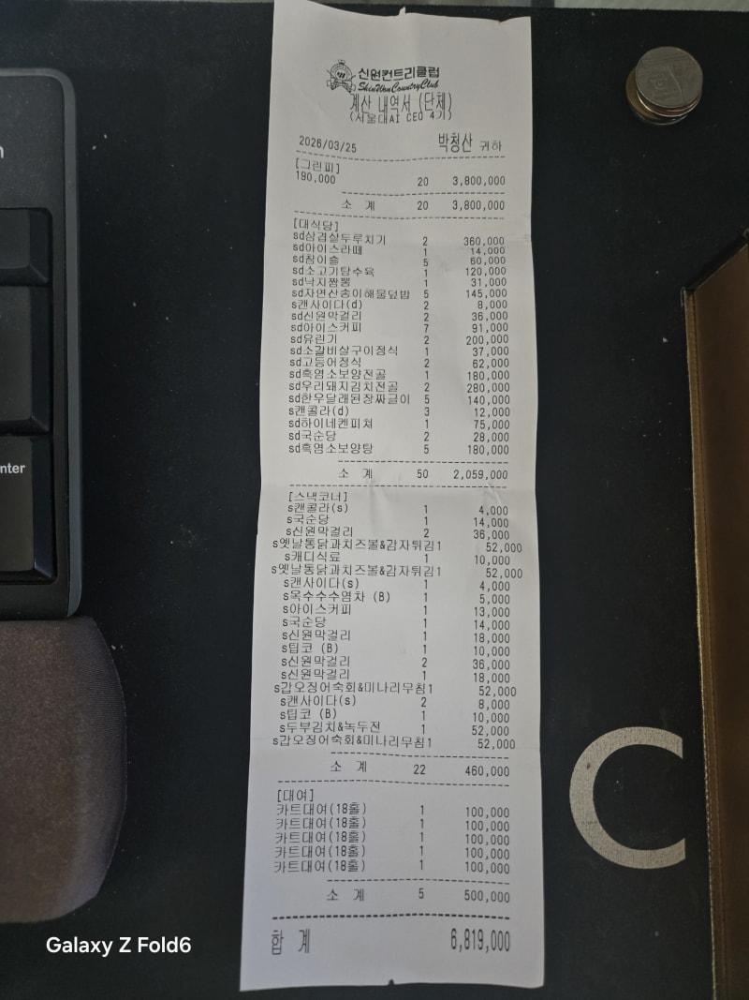 신원컨트리클럽
ShinWon CountryClub
계산 내역서 (단체)
(서울대AI CEO 4기)
2026/03/25 박청산 귀하
[그린피]
190,000 20 3,800,000
소 계 20 3,800,000
[대식당]
sd삼겹살두루치기 2 360,000
sd아이스라떼 1 14,000
sd참이슬 5 60,000
sd소고기탕수육 1 120,000
sd낙지짬뽕 1 31,000
sd자연산송이해물덮밥 5 145,000
s캔사이다(d) 2 8,000
sd신원막걸리 2 36,000
sd아이스커피 7 91,000
sd유린기 2 200,000
sd소갈비살구이정식 1 37,000
sd고등어정식 2 62,000
sd흑염소보양전골 1 180,000
sd우리돼지김치전골 2 280,000
sd한우달래된장짜글이 5 140,000
s캔콜라(d) 3 12,000
sd하이네켄피쳐 1 75,000
sd국순당 2 28,000
sd흑염소보양탕 5 180,000
소 계 50 2,059,000
[스낵코너]
s캔콜라(s) 1 4,000
s국순당 1 14,000
s신원막걸리 2 36,000
s옛날통닭과치즈볼&감자튀김1 52,000
s캐디식료 1 10,000
s옛날통닭과치즈볼&감자튀김1 52,000
s캔사이다(s) 1 4,000
s옥수수수염차 (B) 1 5,000
s아이스커피 1 13,000
s국순당 1 14,000
s신원막걸리 1 18,000
s팁코 (B) 1 10,000
s신원막걸리 2 36,000
s신원막걸리 1 18,000
s갑오징어숙회&미나리무침1 52,000
s캔사이다(s) 2 8,000
s팁코 (B) 1 10,000
s두부김치&녹두전 1 52,000
s갑오징어숙회&미나리무침1 52,000
소 계 22 460,000
[대여]
카트대여(18홀) 1 100,000
카트대여(18홀) 1 100,000
카트대여(18홀) 1 100,000
카트대여(18홀) 1 100,000
카트대여(18홀) 1 100,000
소 계 5 500,000
합 계 6,819,000
nter
C
Galaxy Z Fold6